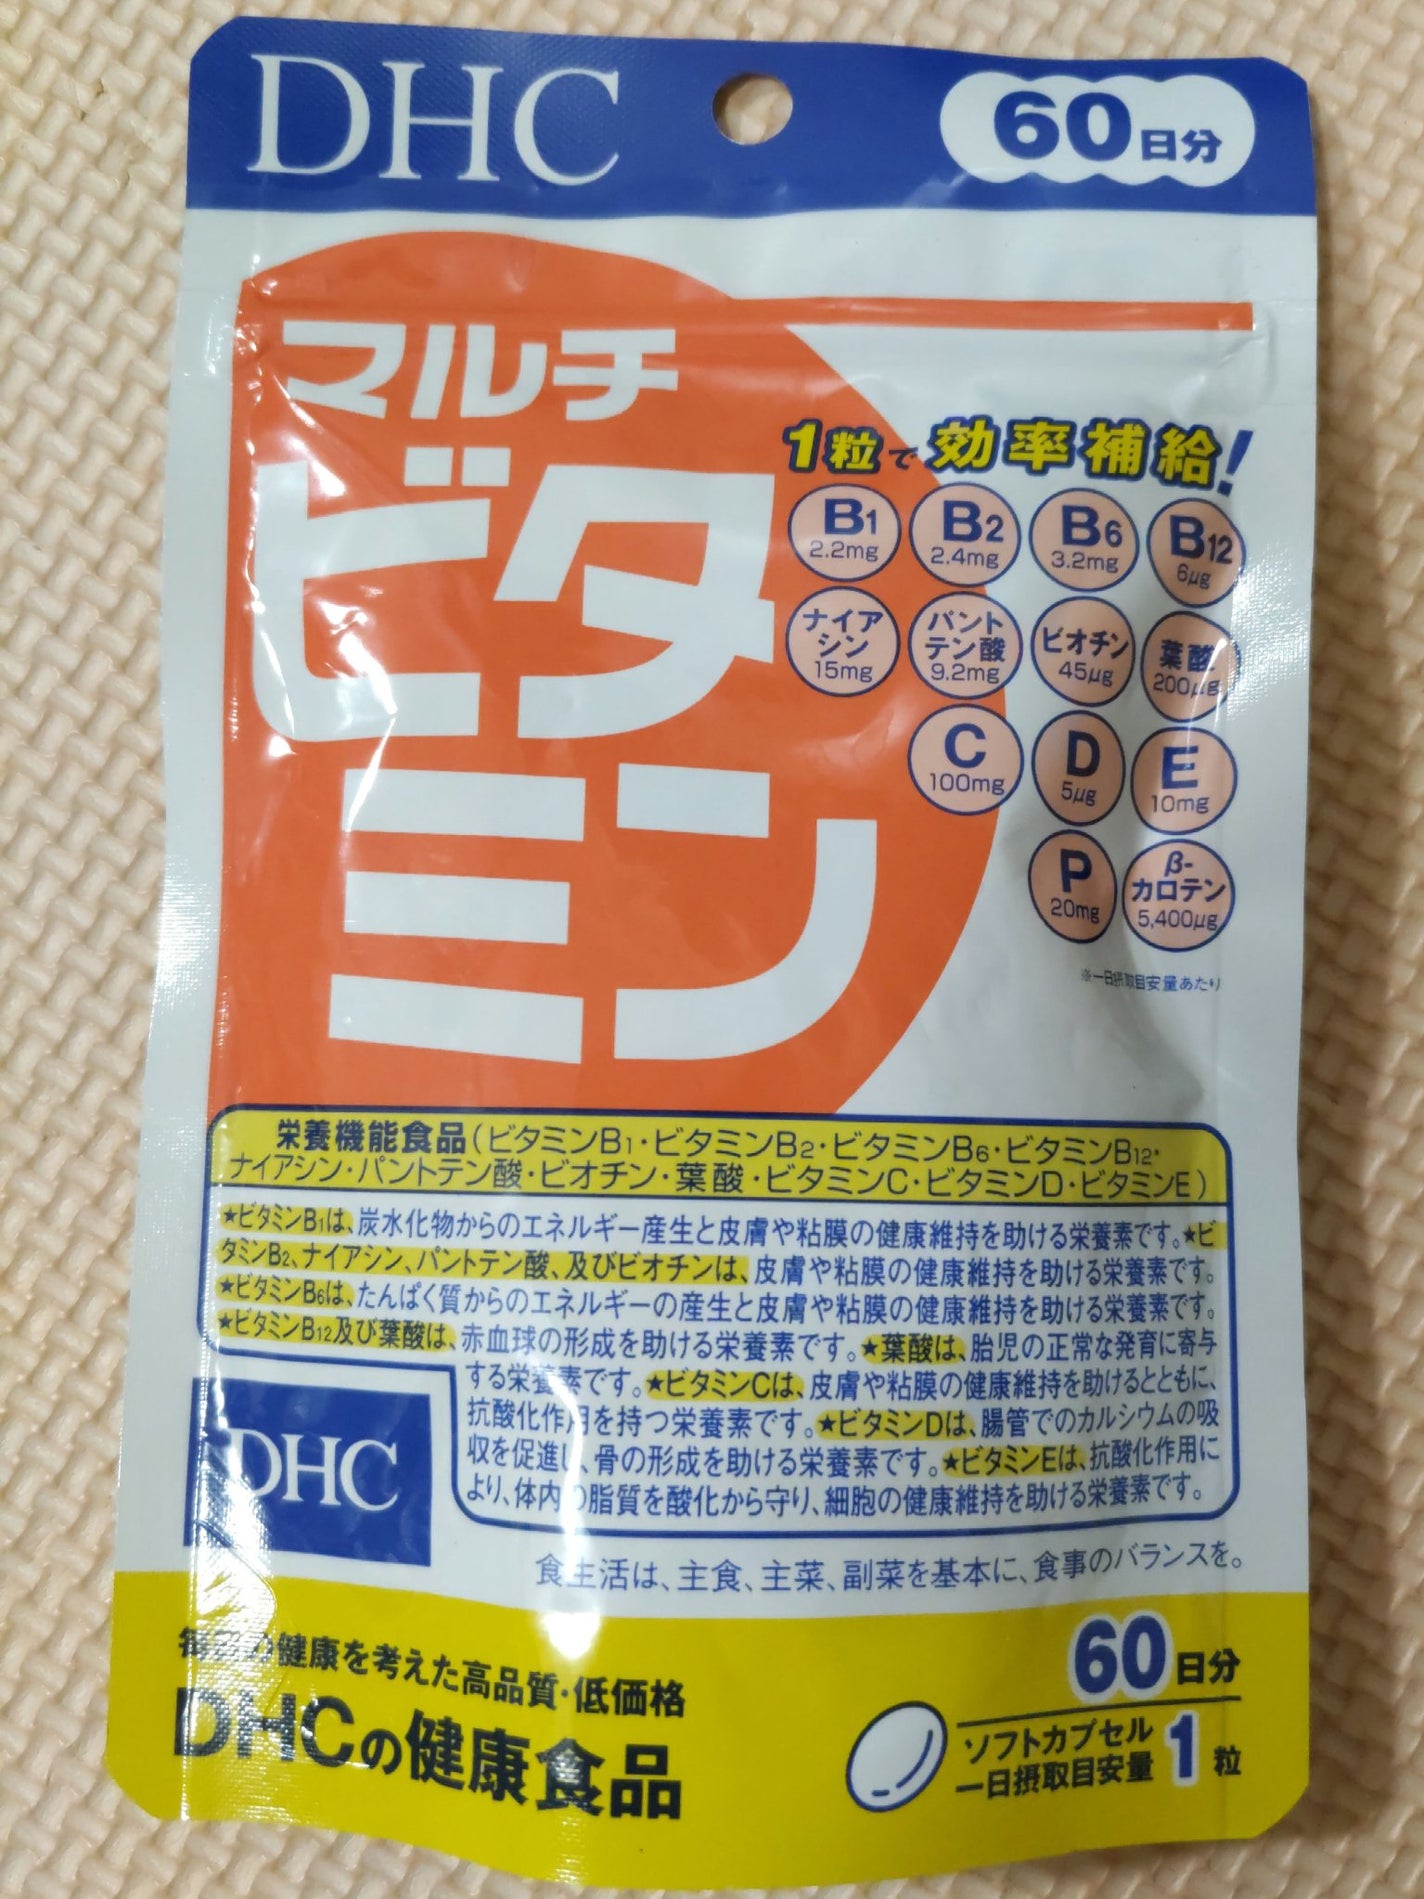 DHC
60日分
マルチ
ビタ
ミン
1粒で効率補給!
B1 2.2mg
B2 2.4mg
B6 3.2mg
B12 6μg
ナイアシン 15mg
パントテン酸 9.2mg
ビオチン 45μg
葉酸 200μg
C 100mg
D 5μg
E 10mg
P 20mg
β-カロテン 5,400μg
※一日摂取目安量あたり
栄養機能食品(ビタミンB1・ビタミンB2・ビタミンB6・ビタミンB12・
ナイアシン・パントテン酸・ビオチン・葉酸・ビタミンC・ビタミンD・ビタミンE)
★ビタミンB1は、炭水化物からのエネルギー産生と皮膚や粘膜の健康維持を助ける栄養素です。★ビ
タミンB2、ナイアシン、パントテン酸、及びビオチンは、皮膚や粘膜の健康維持を助ける栄養素です。
★ビタミンB6は、たんぱく質からのエネルギーの産生と皮膚や粘膜の健康維持を助ける栄養素です。
★ビタミンB12及び葉酸は、赤血球の形成を助ける栄養素です。★葉酸は、胎児の正常な発育に寄与
する栄養素です。★ビタミンCは、皮膚や粘膜の健康維持を助けるとともに、
抗酸化作用を持つ栄養素です。★ビタミンDは、腸管でのカルシウムの吸
収を促進し、骨の形成を助ける栄養素です。★ビタミンEは、抗酸化作用に
より、体内の脂質を酸化から守り、細胞の健康維持を助ける栄養素です。
DHC
食生活は、主食、主菜、副菜を基本に、食事のバランスを。
毎日の健康を考えた高品質・低価格
DHCの健康食品
60日分
ソフトカプセル
一日摂取目安量 1粒